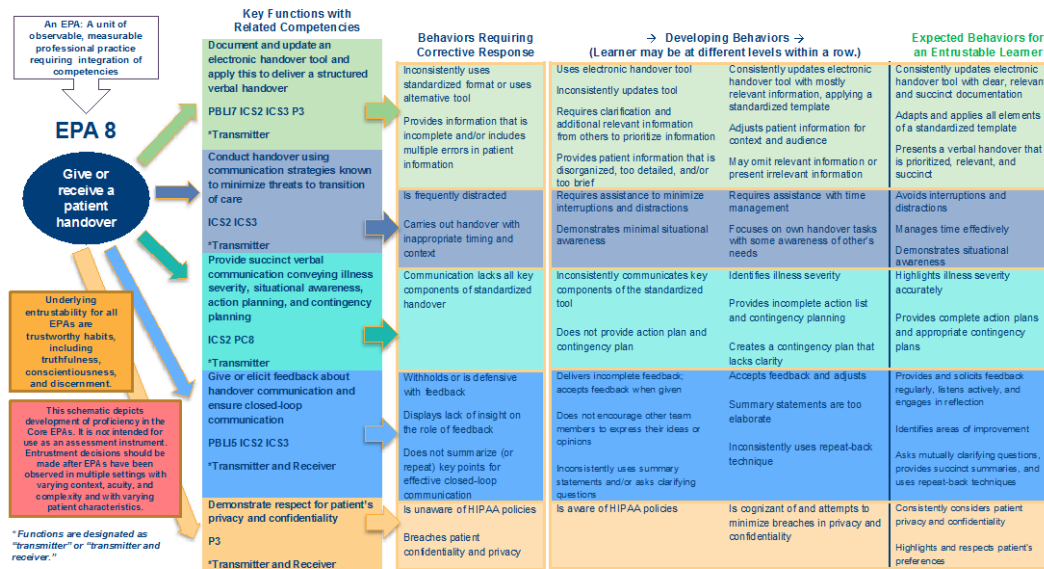 An EPA: A unit of
observable, measurable
professional practice
requiring integration of
competencies
EPA 8
Give or
receive a
patient
handover
Underlying
entrustability for all
EPAs are
trustworthy habits,
including
truthfulness,
conscientiousness,
and discernment.
This schematic depicts
development of proficiency in the
Core EPAs. It is not intended for
use as an assessment instrument.
Entrustment decisions should be
made after EPAs have been
observed in multiple settings with
varying context, acuity, and
complexity and with varying
patient characteristics.
*Functions are designated as
"transmitter" or "transmitter and
receiver."
Key Functions with
Related Competencies
Behaviors Requiring
Corrective Response
→ Developing Behaviors →
(Learner may be at different levels within a row.)
Expected Behaviors for
an Entrustable Learner
Document and update an
electronic handover tool and
apply this to deliver a structured
verbal handover
PBLI7 ICS2 ICS3 P3
*Transmitter
Inconsistently uses
standardized format or uses
alternative tool
Provides information that is
incomplete and/or includes
multiple errors in patient
information
Uses electronic handover tool
Inconsistently updates tool
Requires clarification and
additional relevant information
from others to prioritize information
Provides patient information that is
disorganized, too detailed, and/or
too brief
Consistently updates electronic
handover tool with mostly
relevant information, applying a
standardized template
Adjusts patient information for
context and audience
May omit relevant information or
present irrelevant information
Consistently updates electronic
handover tool with clear, relevant
and succinct documentation
Adapts and applies all elements
of a standardized template
Presents a verbal handover that
is prioritized, relevant, and
succinct
Conduct handover using
communication strategies known
to minimize threats to transition
of care
ICS2 ICS3
*Transmitter
Is frequently distracted
Carries out handover with
inappropriate timing and
context
Requires assistance to minimize
interruptions and distractions
Demonstrates minimal situational
awareness
Requires assistance with time
management
Focuses on own handover tasks
with some awareness of other's
needs
Avoids interruptions and
distractions
Manages time effectively
Demonstrates situational
awareness
Provide succinct verbal
communication conveying illness
severity, situational awareness,
action planning, and contingency
planning
ICS2 PC8
*Transmitter
Communication lacks all key
components of standardized
handover
Inconsistently communicates key
components of the standardized
tool
Does not provide action plan and
contingency plan
Identifies illness severity
Provides incomplete action list
and contingency planning
Creates a contingency plan that
lacks clarity
Highlights illness severity
accurately
Provides complete action plans
and appropriate contingency
plans
Give or elicit feedback about
handover communication and
ensure closed-loop
communication
PBLI5 ICS2 ICS3
*Transmitter and Receiver
Withholds or is defensive
with feedback
Displays lack of insight on
the role of feedback
Does not summarize (or
repeat) key points for
effective closed-loop
communication
Delivers incomplete feedback;
accepts feedback when given
Does not encourage other team
members to express their ideas or
opinions
Inconsistently uses summary
statements and/or asks clarifying
questions
Accepts feedback and adjusts
Summary statements are too
elaborate
Inconsistently uses repeat-back
technique
Provides and solicits feedback
regularly, listens actively, and
engages in reflection
Identifies areas of improvement
Asks mutually clarifying questions,
provides succinct summaries, and
uses repeat-back techniques
Demonstrate respect for patient's
privacy and confidentiality
P3
*Transmitter and Receiver
Is unaware of HIPAA policies
Breaches patient
confidentiality and privacy
Is aware of HIPAA policies
Is cognizant of and attempts to
minimize breaches in privacy and
confidentiality
Consistently considers patient
privacy and confidentiality
Highlights and respects patient's
preferences